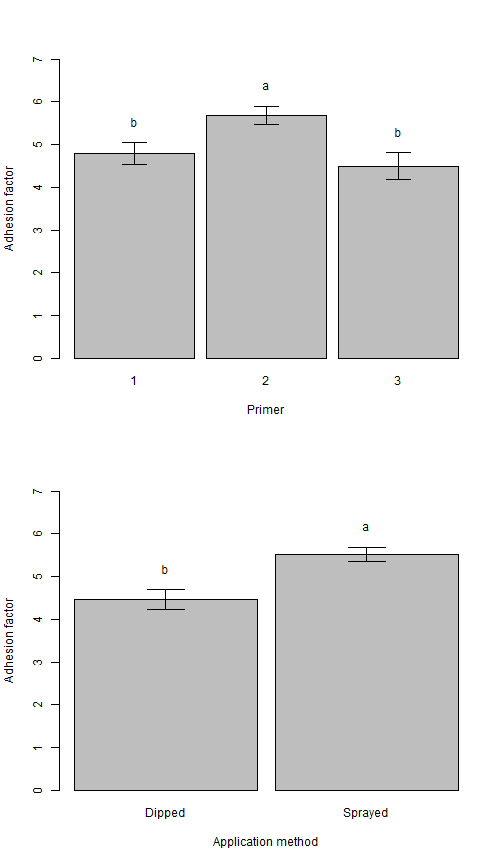 7
6
5
4
3
2
1
0
Adhesion factor
b
a
b
1 2 3
Primer
7
6
5
4
3
2
1
0
Adhesion factor
b
a
Dipped Sprayed
Application method